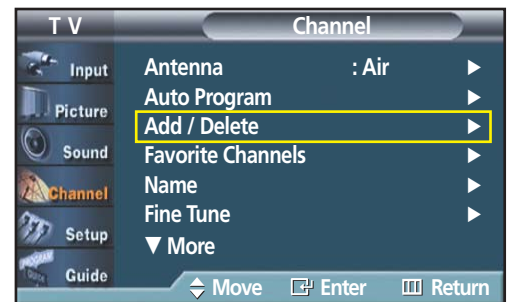 T V
Channel
Input
Picture
Sound
Channel
Setup
Guide
Antenna : Air ►
Auto Program ►
Add / Delete ►
Favorite Channels ►
Name ►
Fine Tune ►
▼ More
Move Enter Return